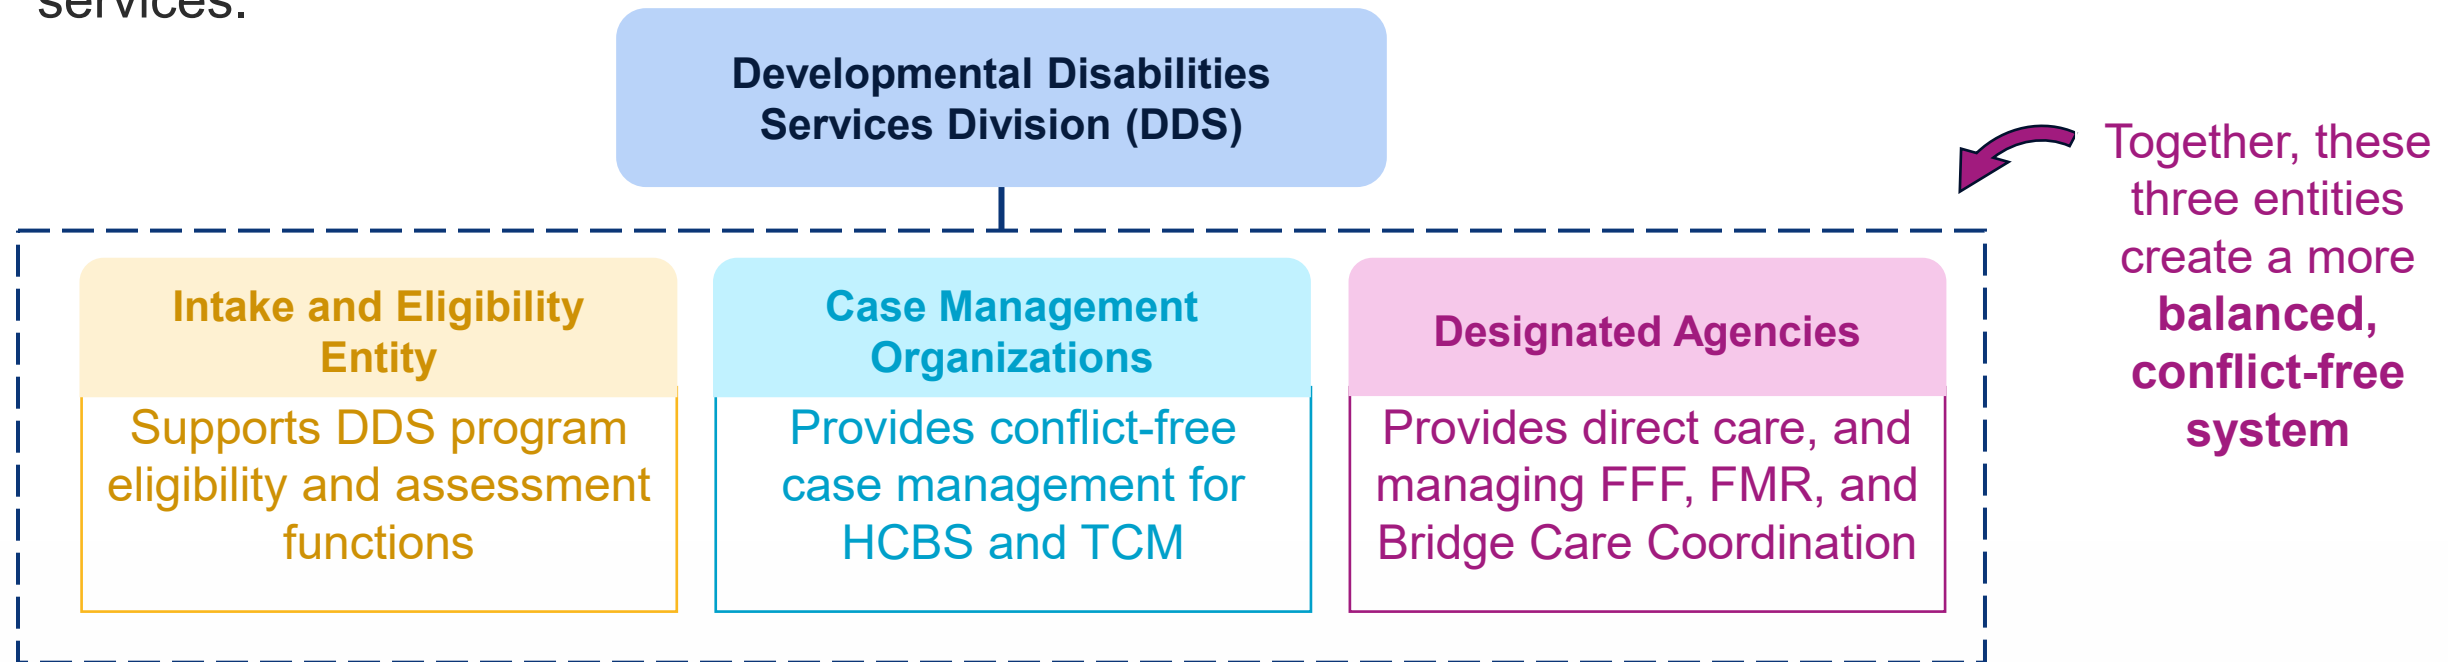 services.
Developmental Disabilities
Services Division (DDS)
Together, these
three entities
create a more
balanced,
conflict-free
system
Intake and Eligibility
Entity
Supports DDS program
eligibility and assessment
functions
Case Management
Organizations
Provides conflict-free
case management for
HCBS and TCM
Designated Agencies
Provides direct care, and
managing FFF, FMR, and
Bridge Care Coordination